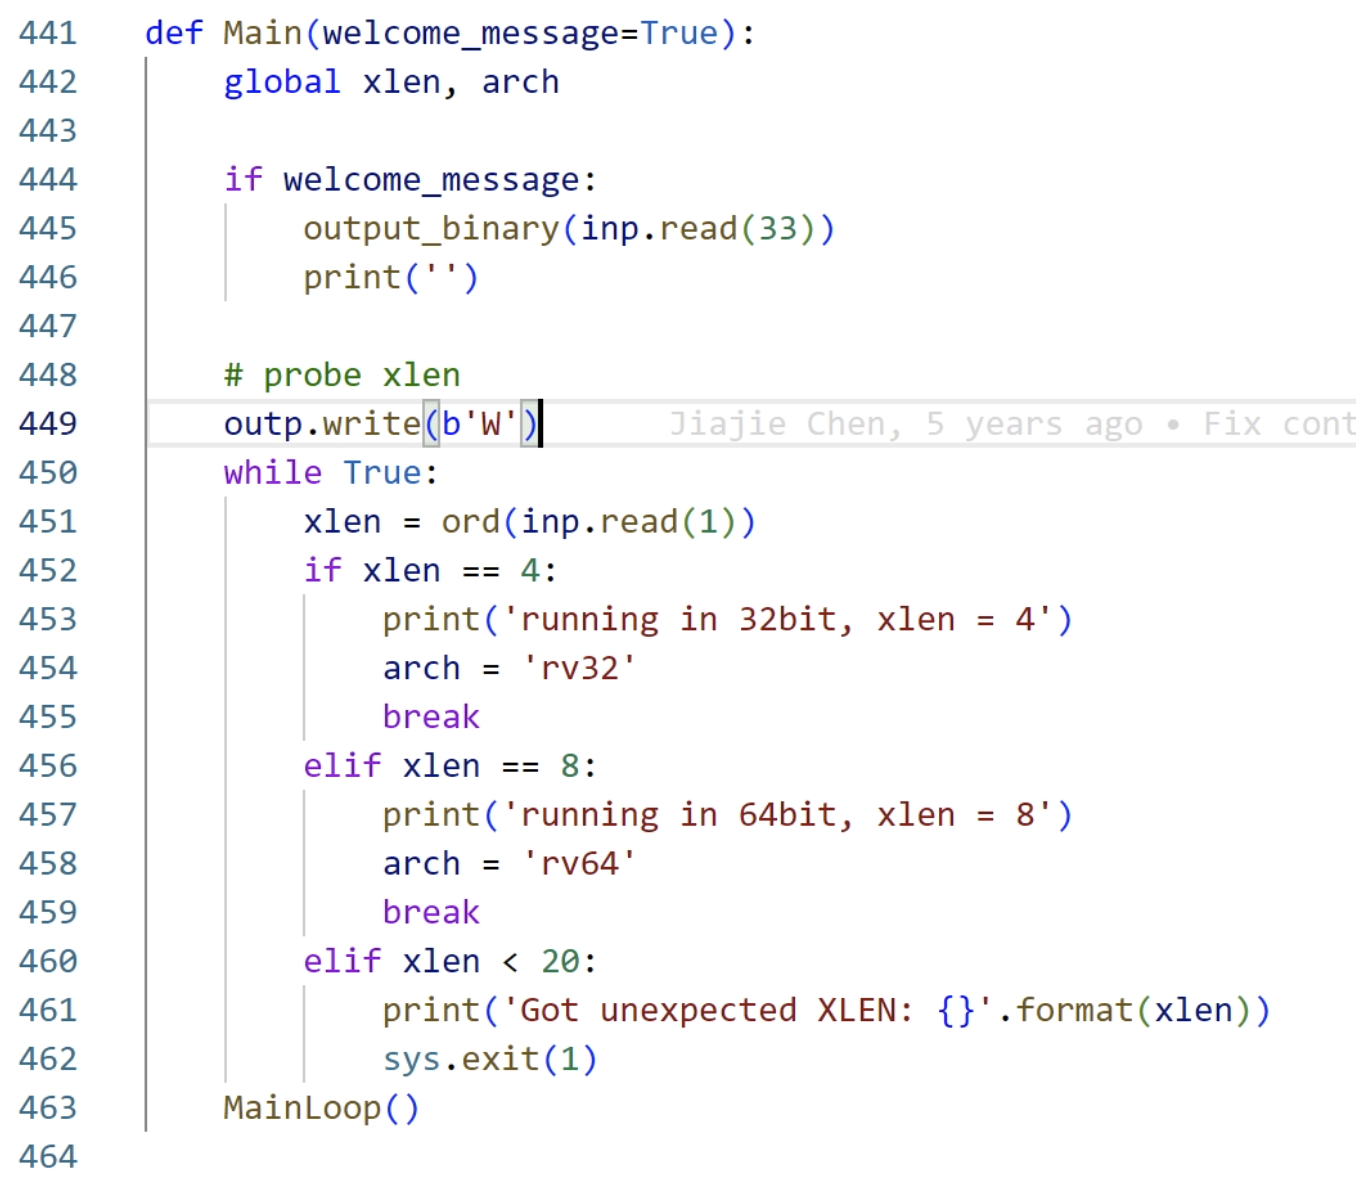 441 def Main(welcome_message=True):
442     global xlen, arch
443
444     if welcome_message:
445         output_binary(inp.read(33))
446         print('')
447
448     # probe xlen
449     outp.write(b'W') Jiajie Chen, 5 years ago • Fix cont
450     while True:
451         xlen = ord(inp.read(1))
452         if xlen == 4:
453             print('running in 32bit, xlen = 4')
454             arch = 'rv32'
455             break
456         elif xlen == 8:
457             print('running in 64bit, xlen = 8')
458             arch = 'rv64'
459             break
460         elif xlen < 20:
461             print('Got unexpected XLEN: {}'.format(xlen))
462             sys.exit(1)
463     MainLoop()
464